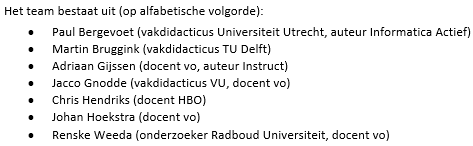 Het team bestaat uit (op alfabetische volgorde):
• Paul Bergevoet (vakdidacticus Universiteit Utrecht, auteur Informatica Actief)
• Martin Bruggink (vakdidacticus TU Delft)
• Adriaan Gijssen (docent vo, auteur Instruct)
• Jacco Gnodde (vakdidacticus VU, docent vo)
• Chris Hendriks (docent HBO)
• Johan Hoekstra (docent vo)
• Renske Weeda (onderzoeker Radboud Universiteit, docent vo)